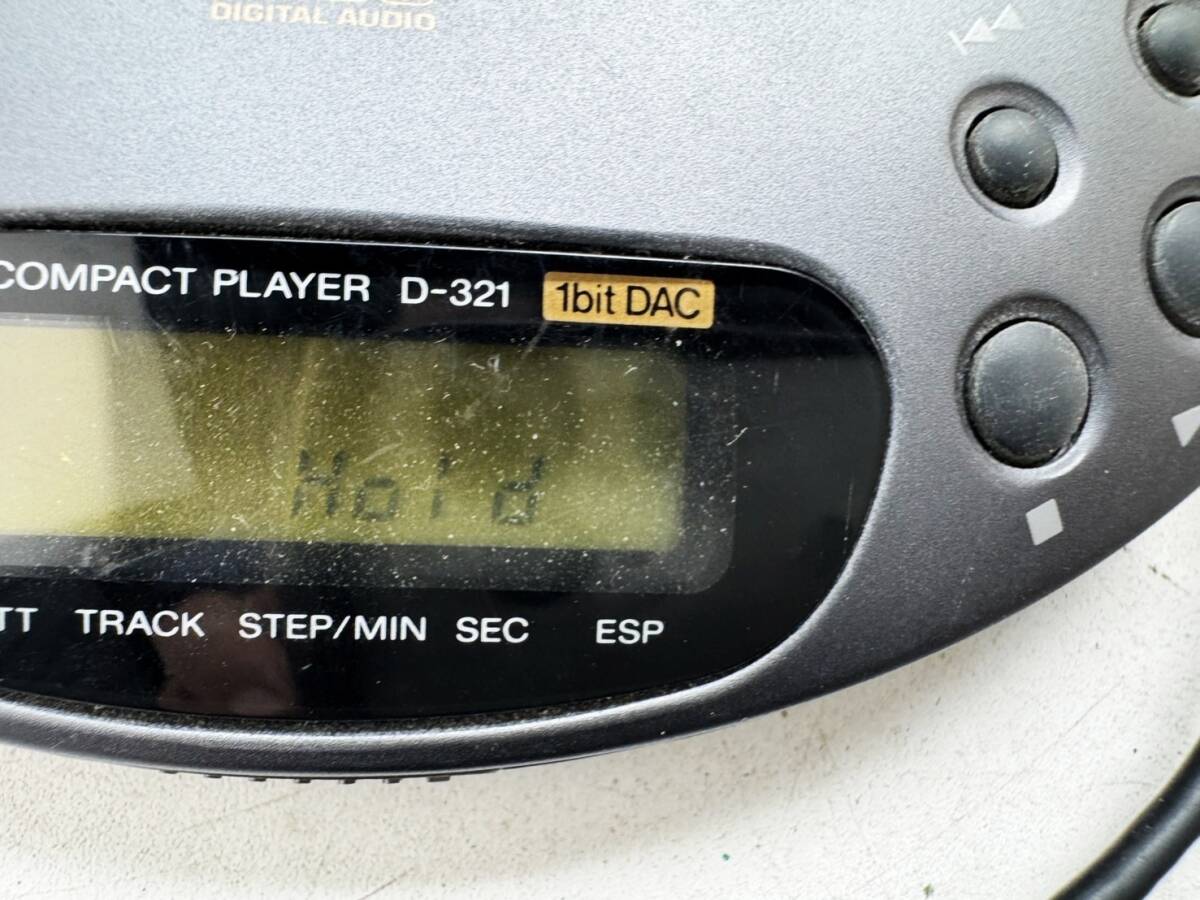 DIGITAL AUDIO
COMPACT PLAYER D-321 1bit DAC
Hold
TRACK STEP/MIN SEC ESP